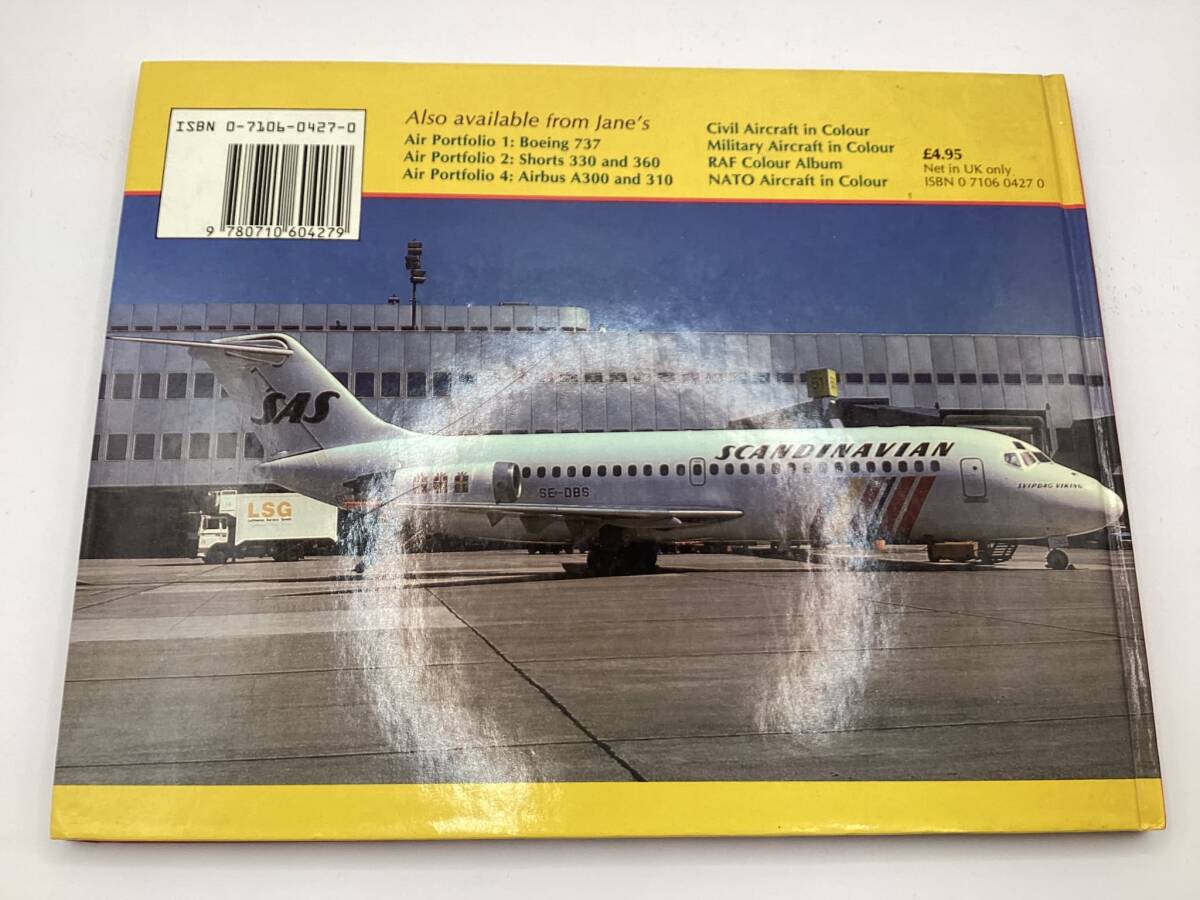 ISBN 0-7106-0427-0
9 780710 604279
Also available from Jane's
Air Portfolio 1: Boeing 737
Air Portfolio 2: Shorts 330 and 360
Air Portfolio 4: Airbus A300 and 310
Civil Aircraft in Colour
Military Aircraft in Colour
RAF Colour Album
NATO Aircraft in Colour
£4.95
Net in UK only
ISBN 0 7106 0427 0
51
SAS
SCANDINAVIAN
SE-DBS
SVIPDAG VIKING
LSG